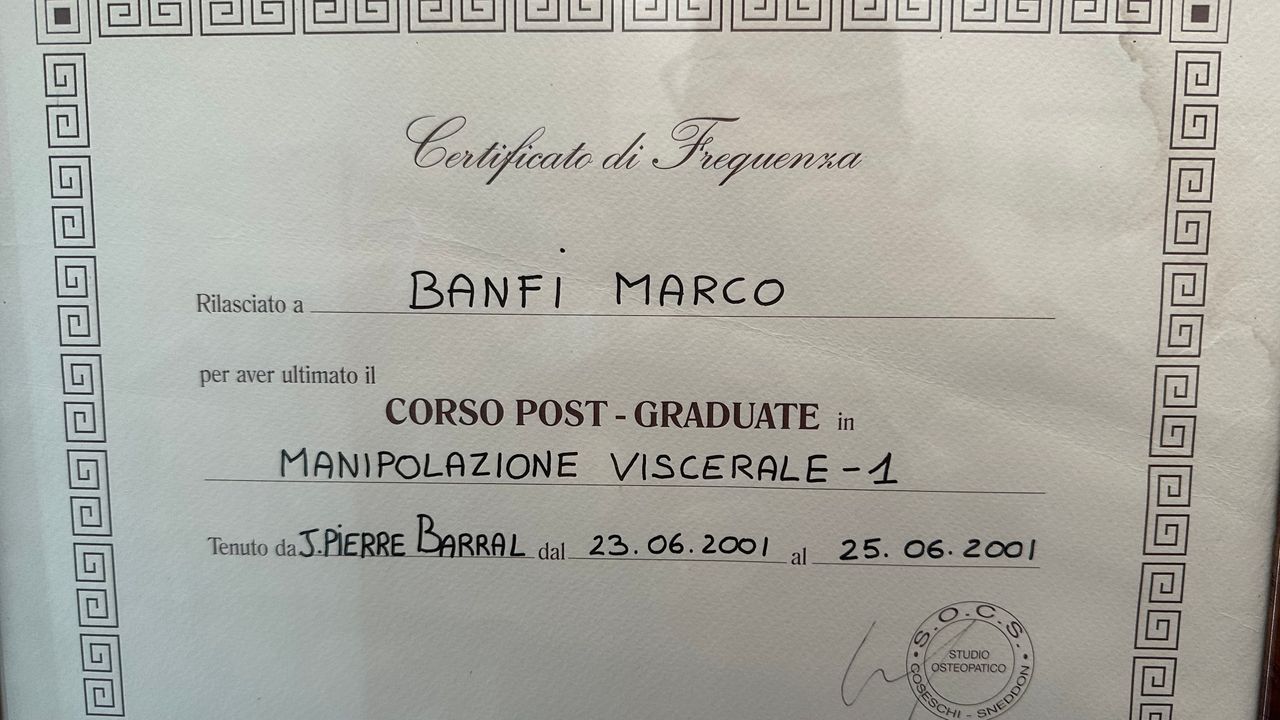 Certificato di Frequenza
Rilasciato a BANFi MARCO
per aver ultimato il
CORSO POST - GRADUATE in
MANIPOLAZIONE VISCERALE - 1
Tenuto da J. PiERRE BARRAL dal 23.06.2001 al 25.06.2001
• S.O.C.S. •
STUDIO
OSTEOPATICO
GOSESCHI - SNEDDON